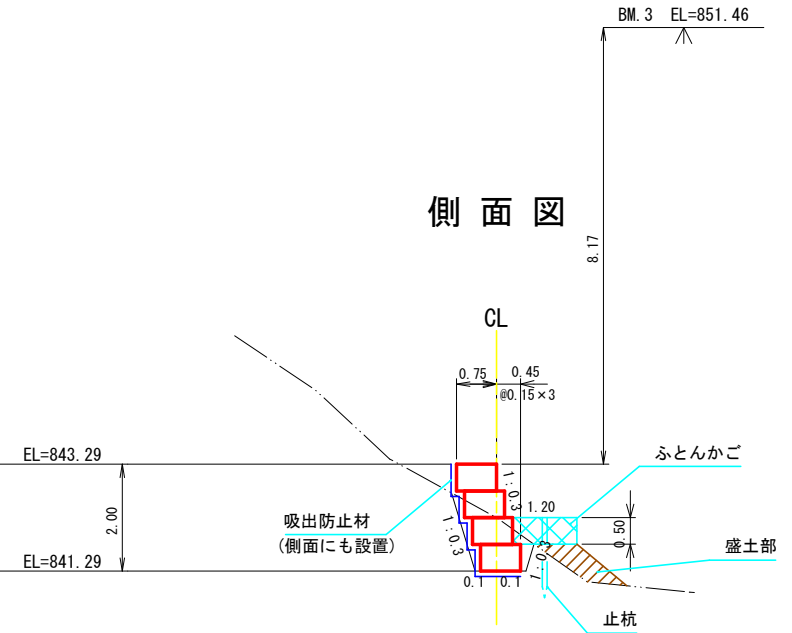 BM.3 EL=851.46
側面図
8.17
CL
0.75
0.45
@0.15×3
EL=843.29
ふとんかご
1:0.3
1.20
2.00
吸出防止材
(側面にも設置)
1:0.3
0.50
盛土部
EL=841.29
1:0.3
0.1
0.1
止杭